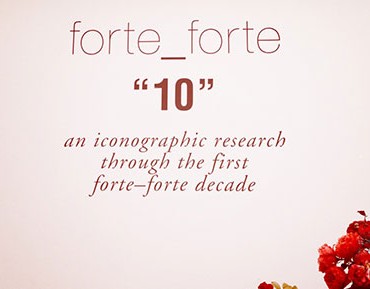 forte_forte
“10”
an iconographic research
through the first
forte–forte decade